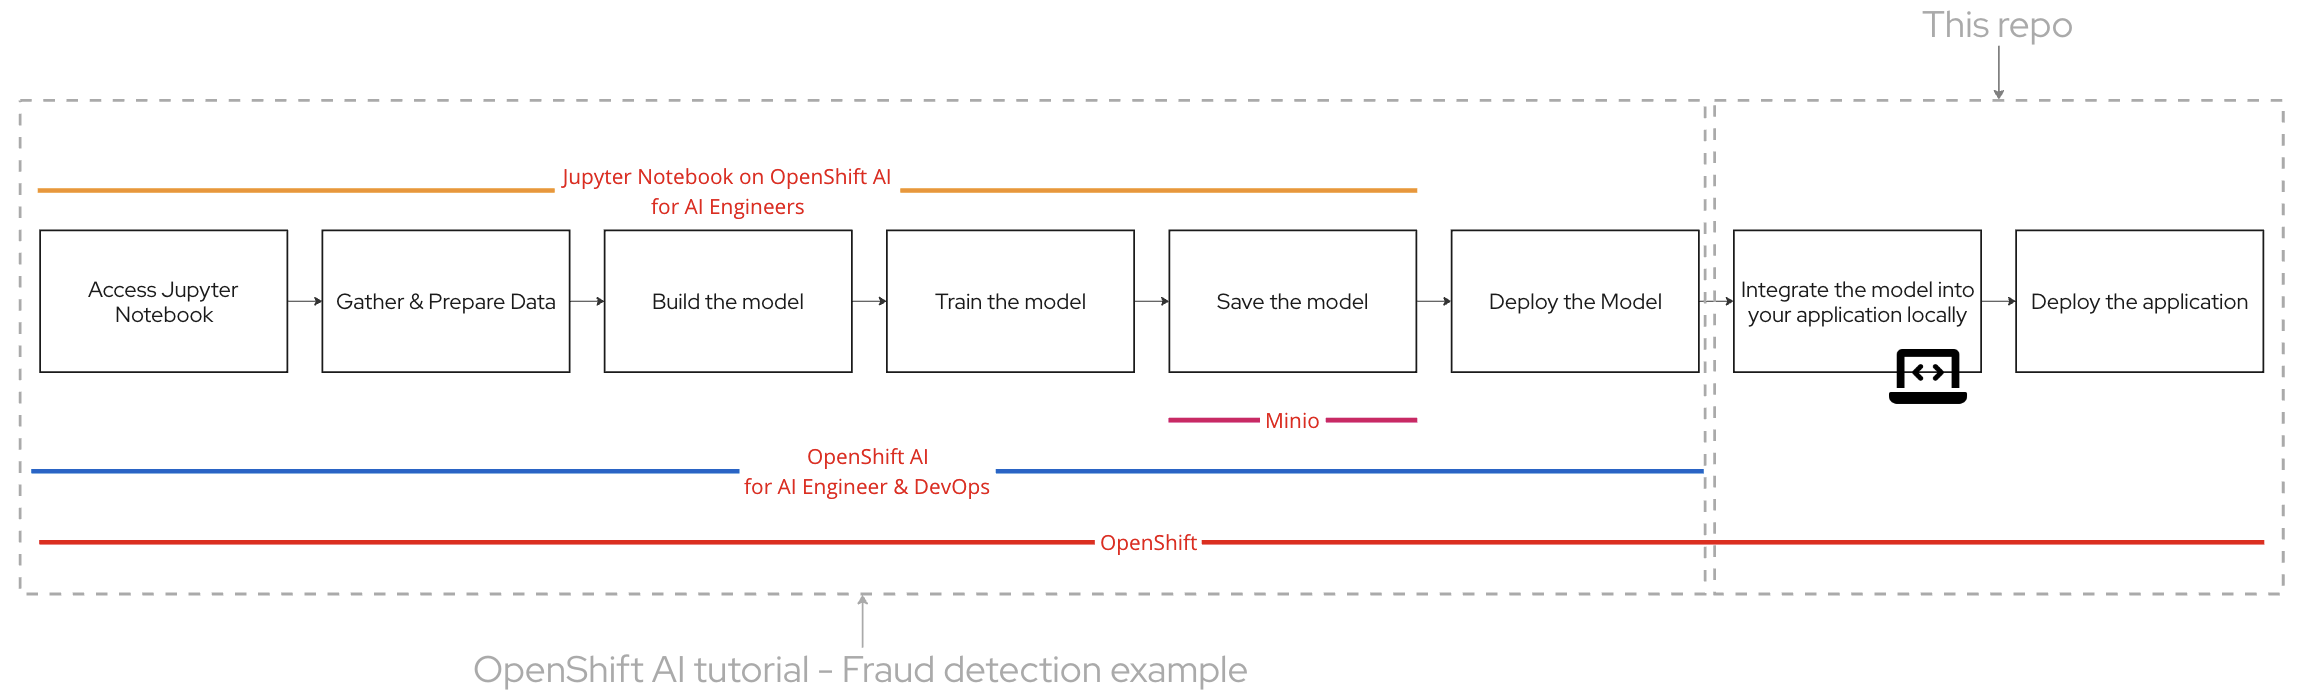 This repo
Jupyter Notebook on OpenShift AI
for AI Engineers
Access Jupyter
Notebook
Gather & Prepare Data
Build the model
Train the model
Save the model
Deploy the Model
Integrate the model into
your application locally
Deploy the application
Minio
OpenShift AI
for AI Engineer & DevOps
OpenShift
OpenShift AI tutorial - Fraud detection example